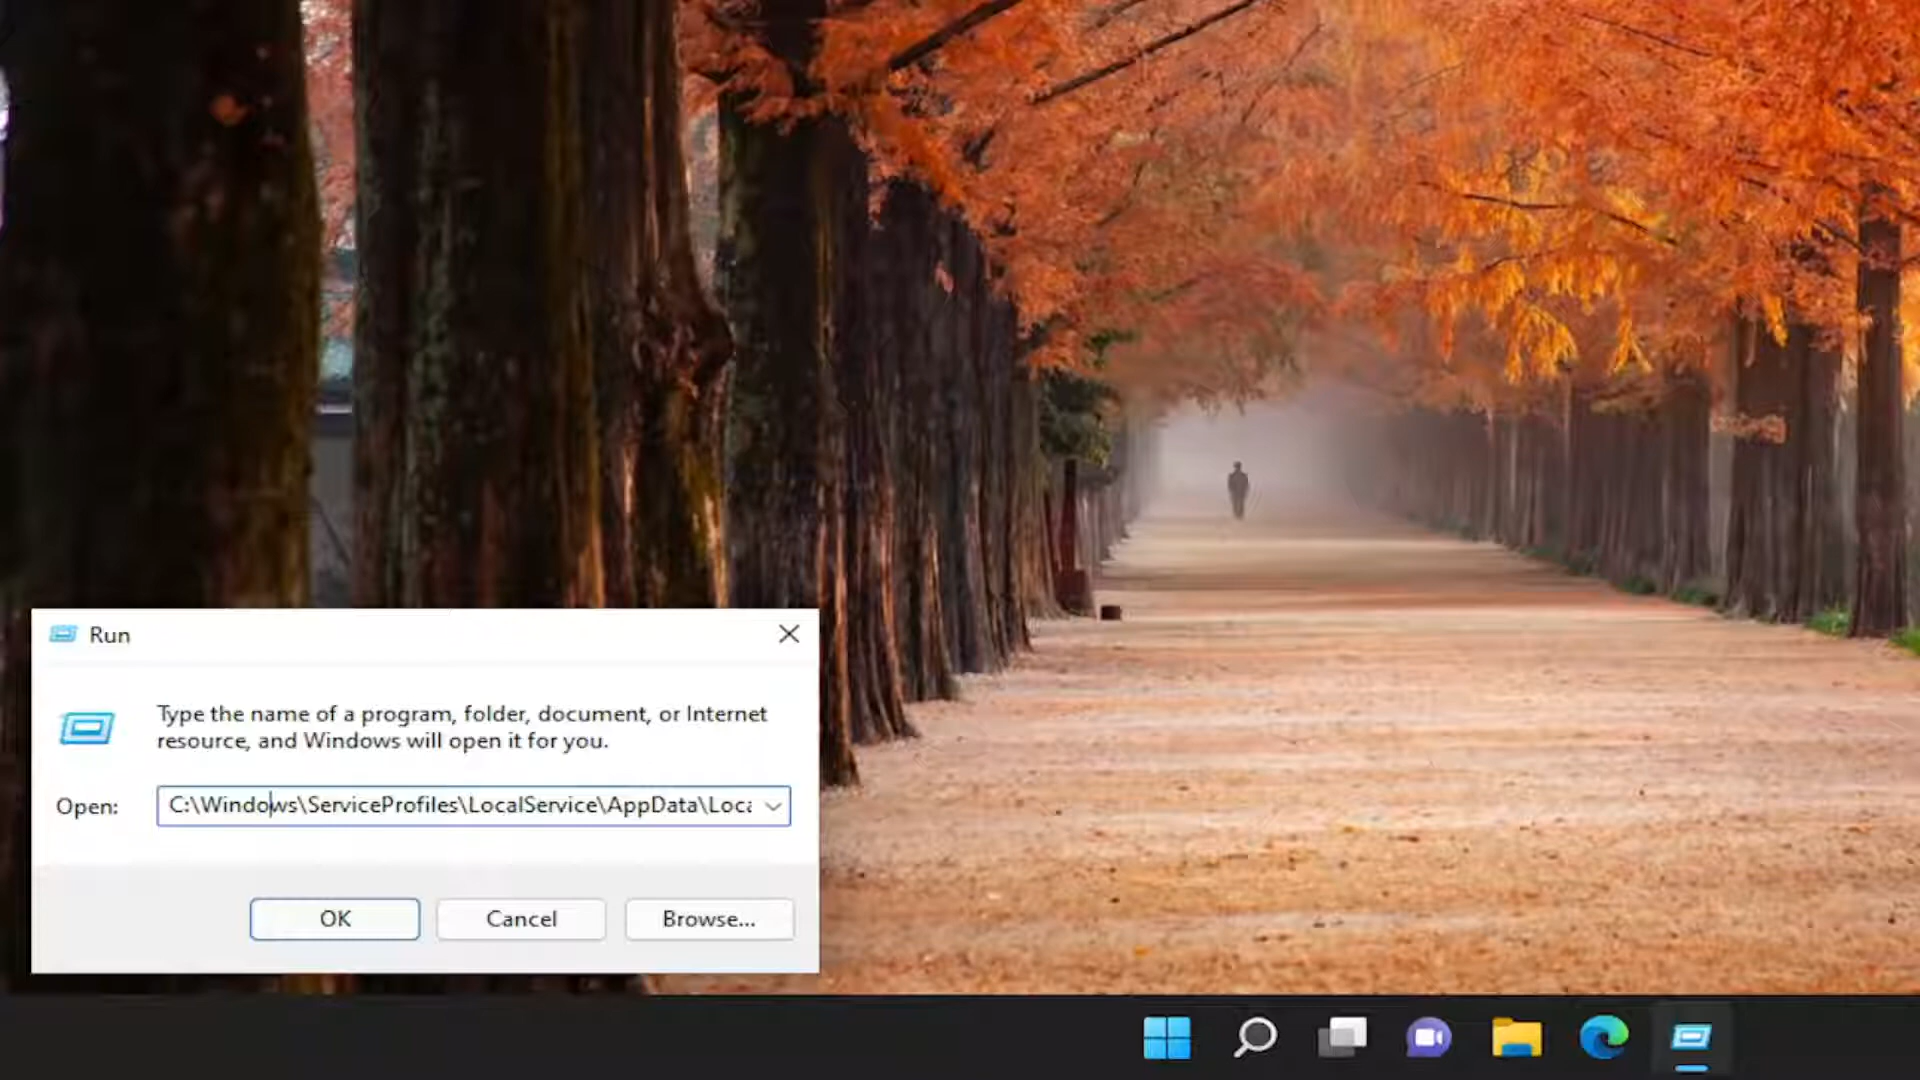 Run
Type the name of a program, folder, document, or Internet
resource, and Windows will open it for you.
Open:
C:\Windows\ServiceProfiles\LocalService\AppData\Loca
OK
Cancel
Browse...